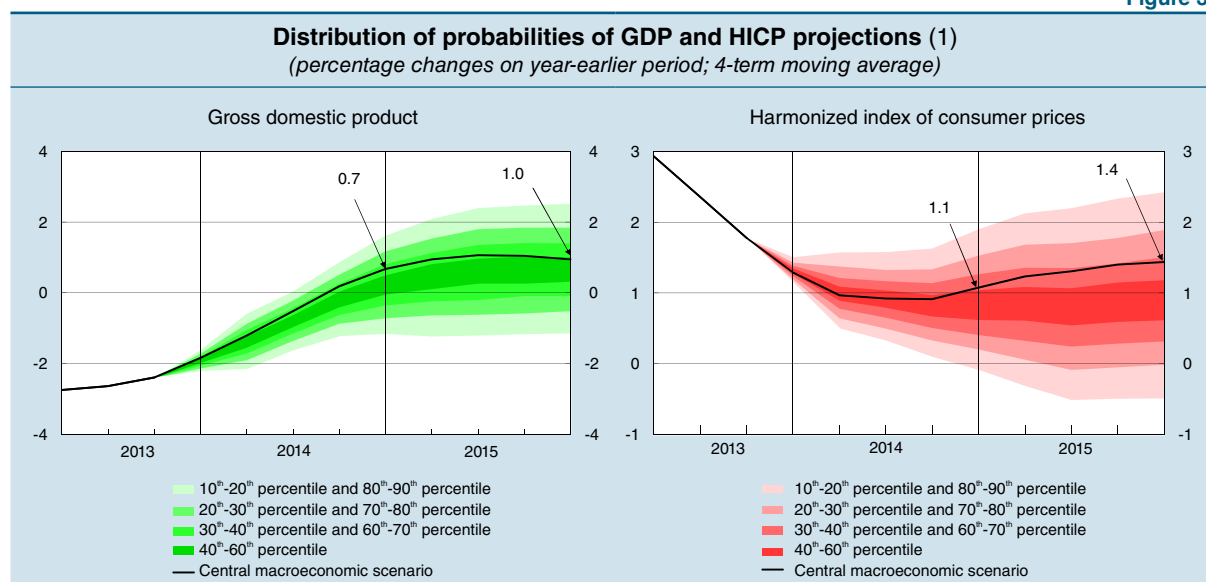 Figure 3
Distribution of probabilities of GDP and HICP projections (1)
(percentage changes on year-earlier period; 4-term moving average)
Gross domestic product
4
2
0
-2
-4
4
2
0
-2
-4
0.7
1.0
2013
2014
2015
10th-20th percentile and 80th-90th percentile
20th-30th percentile and 70th-80th percentile
30th-40th percentile and 60th-70th percentile
40th-60th percentile
Central macroeconomic scenario
Harmonized index of consumer prices
3
2
1
0
-1
3
2
1
0
-1
1.1
1.4
2013
2014
2015
10th-20th percentile and 80th-90th percentile
20th-30th percentile and 70th-80th percentile
30th-40th percentile and 60th-70th percentile
40th-60th percentile
Central macroeconomic scenario